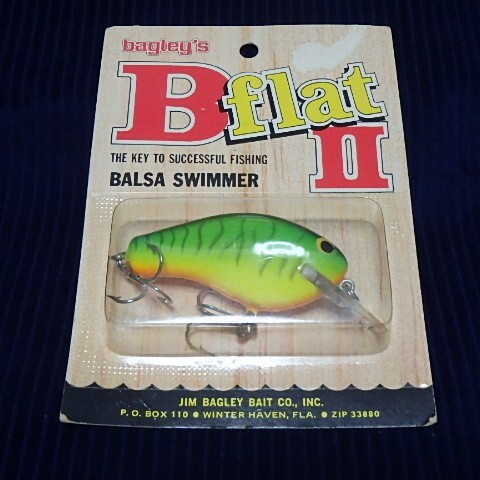 bagley's
B flat
II
THE KEY TO SUCCESSFUL FISHING
BALSA SWIMMER
JIM BAGLEY BAIT CO., INC.
P. O. BOX 110 ● WINTER HAVEN, FLA. ● ZIP 33880